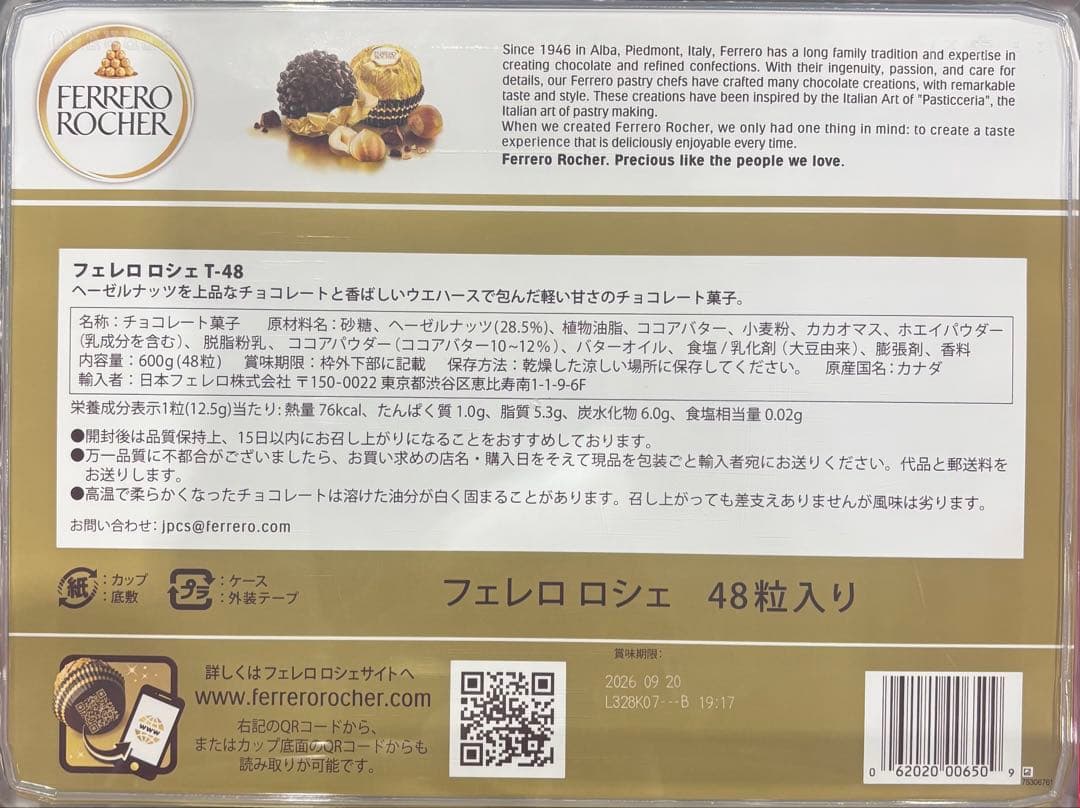 FERRERO
ROCHER
Since 1946 in Alba, Piedmont, Italy, Ferrero has a long family tradition and expertise in
creating chocolate and refined confections. With their ingenuity, passion, and care for
details, our Ferrero pastry chefs have crafted many chocolate creations, with remarkable
taste and style. These creations have been inspired by the Italian Art of "Pasticceria", the
Italian art of pastry making.
When we created Ferrero Rocher, we only had one thing in mind: to create a taste
experience that is deliciously enjoyable every time.
Ferrero Rocher. Precious like the people we love.
フェレロ ロシェ T-48
ヘーゼルナッツを上品なチョコレートと香ばしいウエハースで包んだ軽い甘さのチョコレート菓子。
名称：チョコレート菓子 原材料名：砂糖、ヘーゼルナッツ(28.5%)、植物油脂、ココアバター、小麦粉、カカオマス、ホエイパウダー
(乳成分を含む)、脱脂粉乳、ココアパウダー（ココアバター10~12%）、バターオイル、食塩 / 乳化剤（大豆由来）、膨張剤、香料
内容量：600g(48粒) 賞味期限：枠外下部に記載 保存方法：乾燥した涼しい場所に保存してください。 原産国名：カナダ
輸入者：日本フェレロ株式会社 〒150-0022 東京都渋谷区恵比寿南1-1-9-6F
栄養成分表示1粒(12.5g)当たり: 熱量 76kcal、たんぱく質 1.0g、脂質 5.3g、炭水化物 6.0g、食塩相当量 0.02g
●開封後は品質保持上、15日以内にお召し上がりになることをおすすめしております。
●万一品質に不都合がございましたら、お買い求めの店名・購入日をそえて現品を包装ごと輸入者宛にお送りください。代品と郵送料を
お送りします。
●高温で柔らかくなったチョコレートは溶けた油分が白く固まることがあります。召し上がっても差支えありませんが風味は劣ります。
お問い合わせ: jpcs@ferrero.com
紙：カップ
：底敷
プラ：ケース
：外装テープ
フェレロ ロシェ 48粒入り
詳しくはフェレロ ロシェサイトへ
www.ferrerorocher.com
右記のQRコードから、
またはカップ底面のQRコードからも
読み取りが可能です。
www
賞味期限：
2026 09 20
L328K07---B 19:17
0 62020 00650 9
75306761